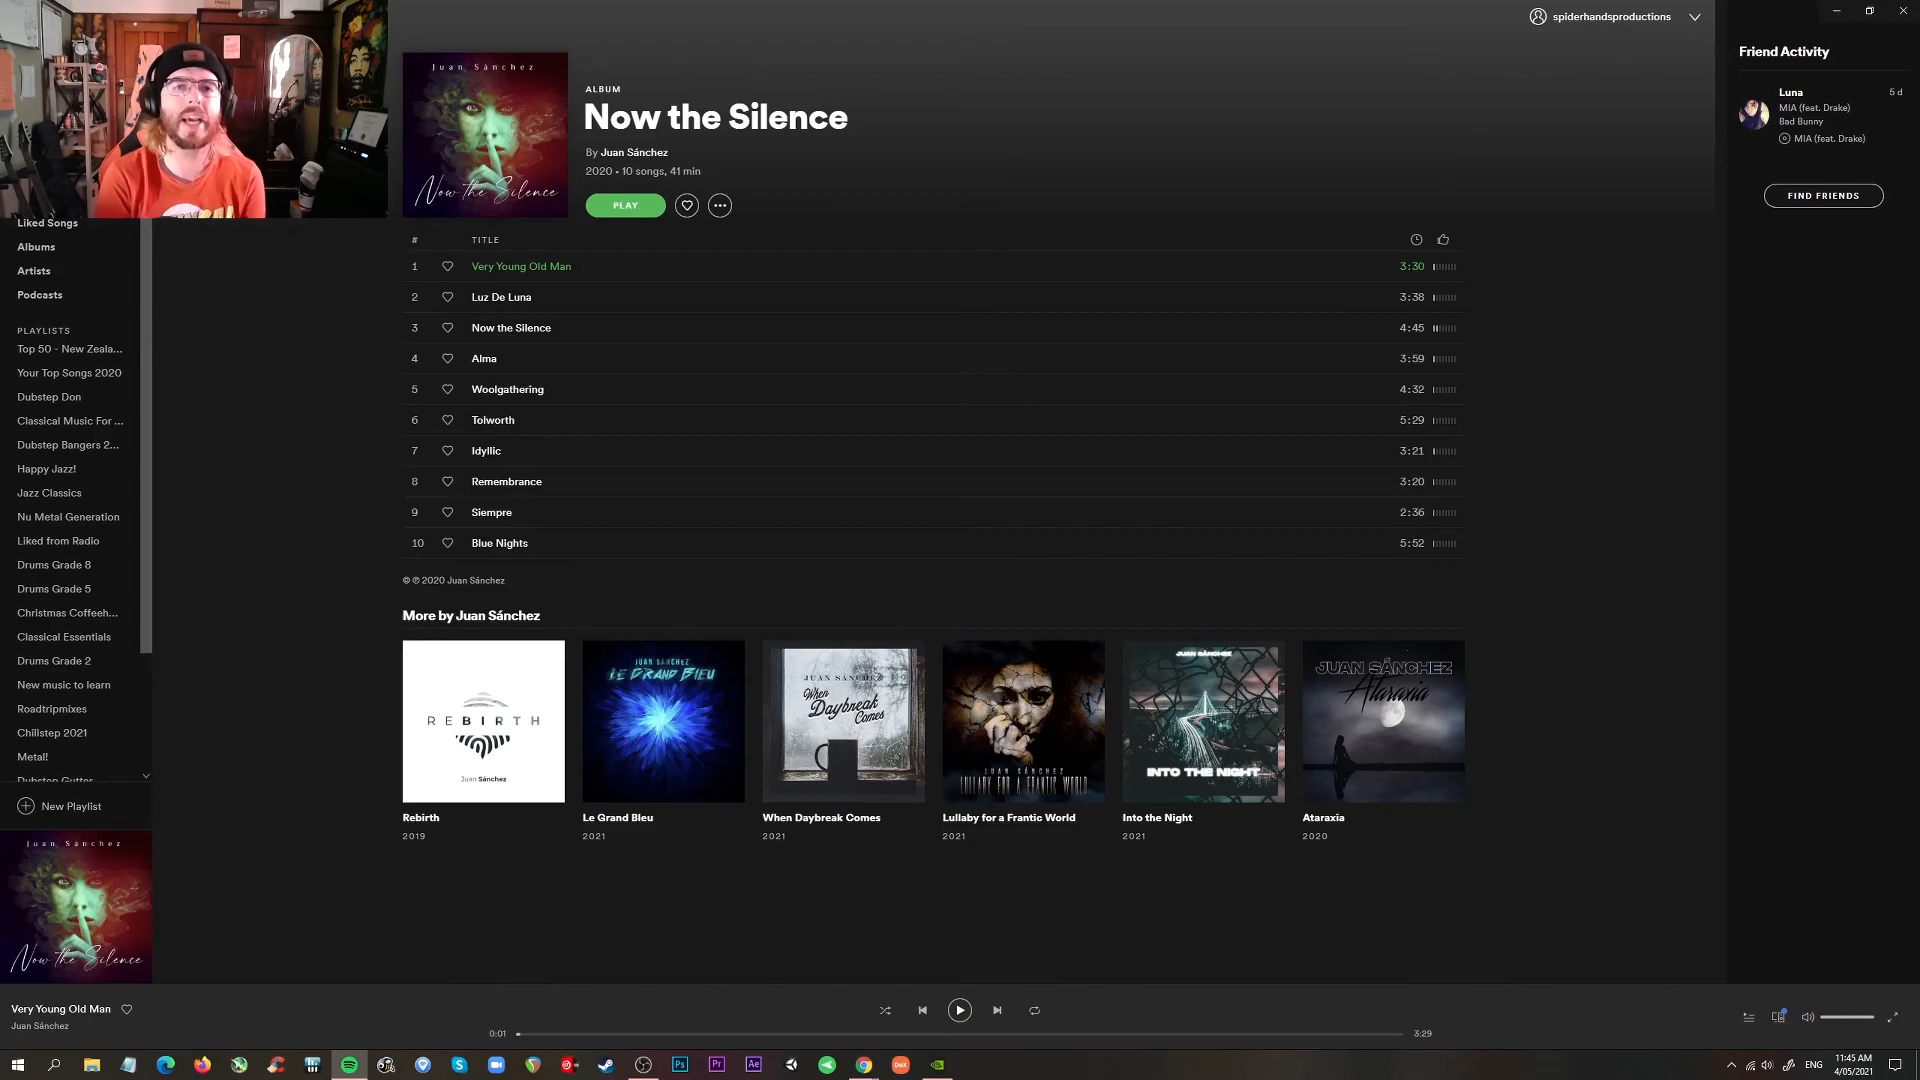 spiderhandsproductions
Friend Activity
Juan Sánchez
Now the Silence
ALBUM
Now the Silence
By Juan Sánchez
2020 • 10 songs, 41 min
PLAY
Luna
5 d
MIA (feat. Drake)
Bad Bunny
MIA (feat. Drake)
FIND FRIENDS
Liked Songs
Albums
Artists
Podcasts
PLAYLISTS
Top 50 - New Zeala...
Your Top Songs 2020
Dubstep Don
Classical Music For ...
Dubstep Bangers 2...
Happy Jazz!
Jazz Classics
Nu Metal Generation
Liked from Radio
Drums Grade 8
Drums Grade 5
Christmas Coffeeh...
Classical Essentials
Drums Grade 2
New music to learn
Roadtripmixes
Chillstep 2021
Metal!
Dubstep Gutter
New Playlist
# TITLE
1 Very Young Old Man 3:30
2 Luz De Luna 3:38
3 Now the Silence 4:45
4 Alma 3:59
5 Woolgathering 4:32
6 Tolworth 5:29
7 Idyllic 3:21
8 Remembrance 3:20
9 Siempre 2:36
10 Blue Nights 5:52
© ℗ 2020 Juan Sánchez
More by Juan Sánchez
REBIRTH
Juan Sánchez
JUAN SÁNCHEZ
LE GRAND BLEU
JUAN SÁNCHEZ
When
Daybreak
Comes
JUAN SÁNCHEZ
LULLABY FOR A FRANTIC WORLD
JUAN SÁNCHEZ
INTO THE NIGHT
JUAN SÁNCHEZ
Ataraxia
Rebirth
2019
Le Grand Bleu
2021
When Daybreak Comes
2021
Lullaby for a Frantic World
2021
Into the Night
2021
Ataraxia
2020
Juan Sánchez
Now the Silence
Very Young Old Man
Juan Sánchez
0:01
3:29
Ps
Pr
Ae
ENG
11:45 AM
4/05/2021